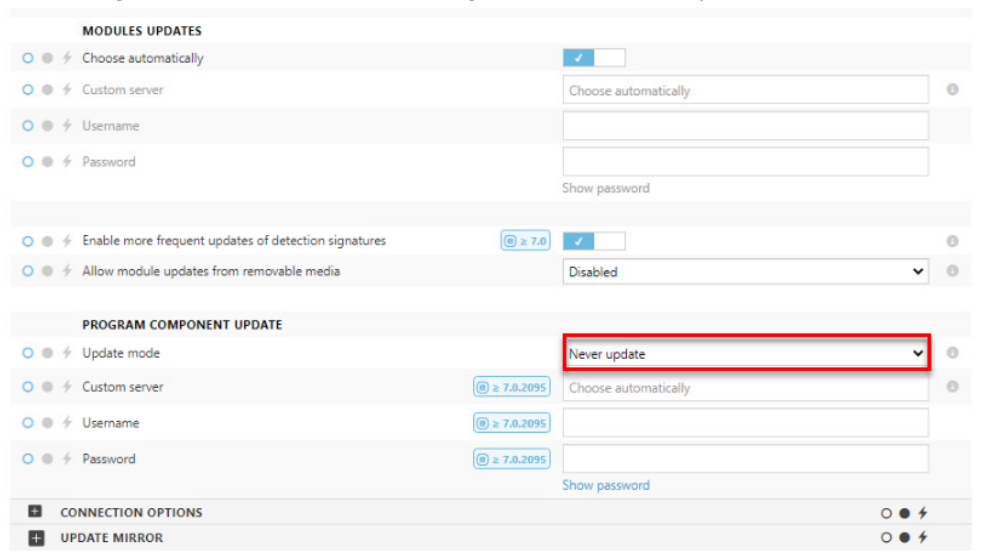 MODULES UPDATES
Choose automatically
Custom server Choose automatically
Username
Password
Show password
Enable more frequent updates of detection signatures ≥ 7.0
Allow module updates from removable media Disabled
PROGRAM COMPONENT UPDATE
Update mode Never update
Custom server ≥ 7.0.2095 Choose automatically
Username ≥ 7.0.2095
Password ≥ 7.0.2095
Show password
CONNECTION OPTIONS
UPDATE MIRROR